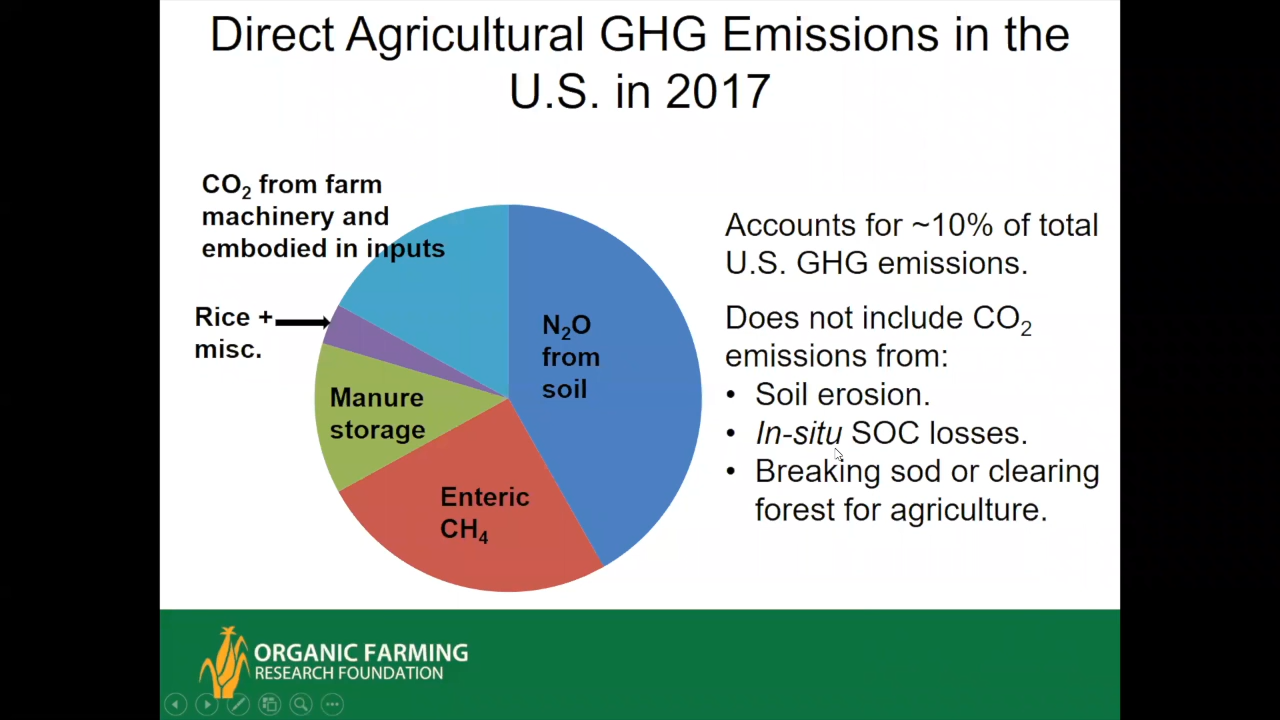 Direct Agricultural GHG Emissions in the
U.S. in 2017
CO₂ from farm
machinery and
embodied in inputs
Rice +
misc.
Manure
storage
Enteric
CH₄
N₂O
from
soil
Accounts for ~10% of total
U.S. GHG emissions.
Does not include CO₂
emissions from:
• Soil erosion.
• In-situ SOC losses.
• Breaking sod or clearing
forest for agriculture.
ORGANIC FARMING
RESEARCH FOUNDATION